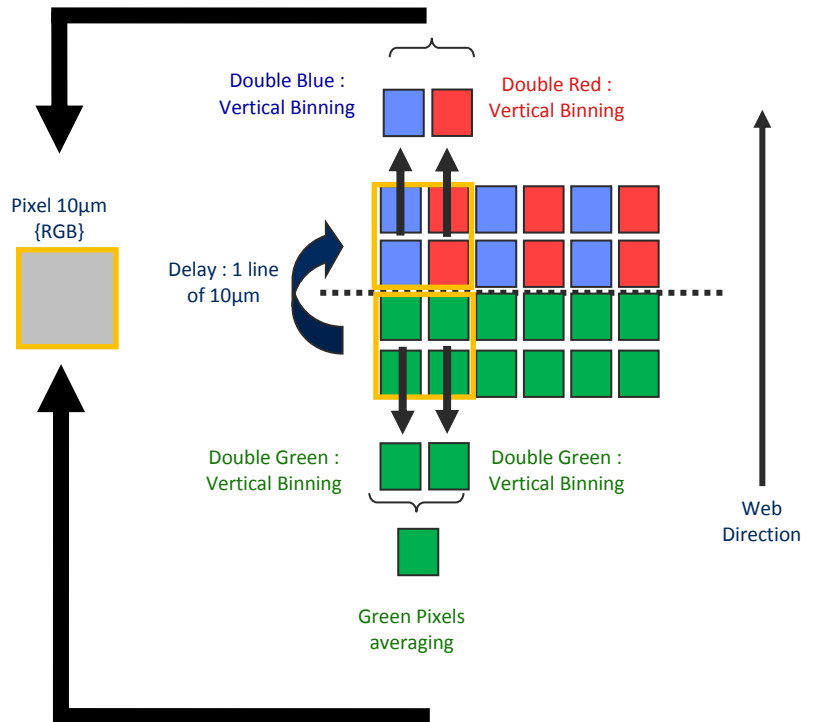 Double Blue :
Vertical Binning
Double Red :
Vertical Binning
Pixel 10µm
{RGB}
Delay : 1 line
of 10µm
Double Green :
Vertical Binning
Double Green :
Vertical Binning
Web
Direction
Green Pixels
averaging